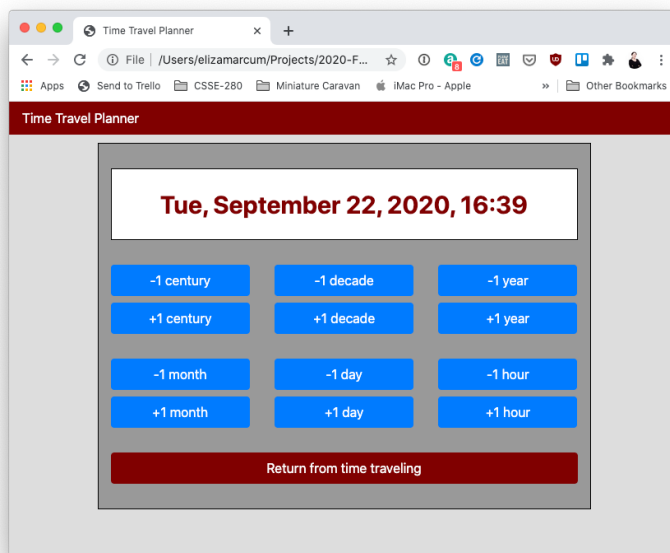 Time Travel Planner
File | /Users/elizamarcum/Projects/2020-F...
8
EAT
UD
Apps Send to Trello CSSE-280 Miniature Caravan iMac Pro - Apple » Other Bookmarks
Time Travel Planner
Tue, September 22, 2020, 16:39
-1 century -1 decade -1 year
+1 century +1 decade +1 year
-1 month -1 day -1 hour
+1 month +1 day +1 hour
Return from time traveling